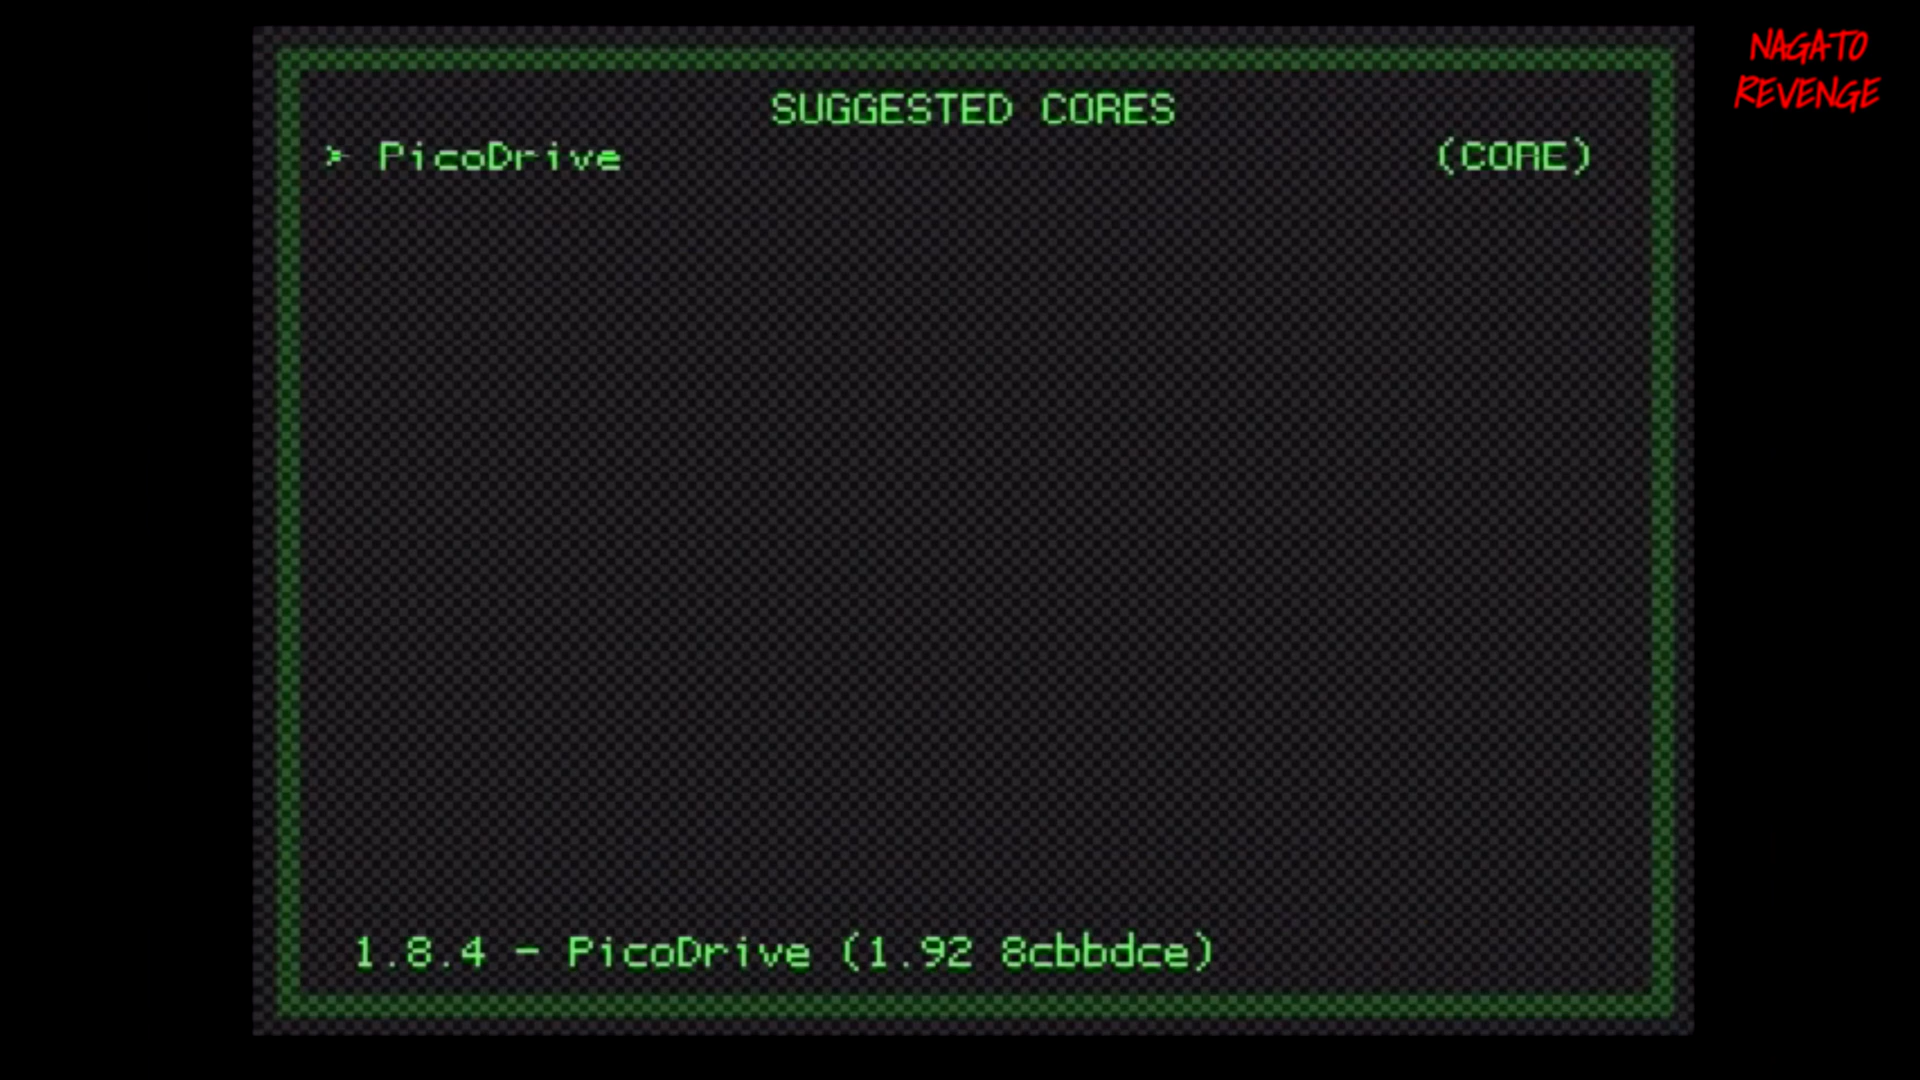 NAGATO
REVENGE
SUGGESTED CORES
> PicoDrive (CORE)
1.8.4 - PicoDrive (1.92 8cbbdce)